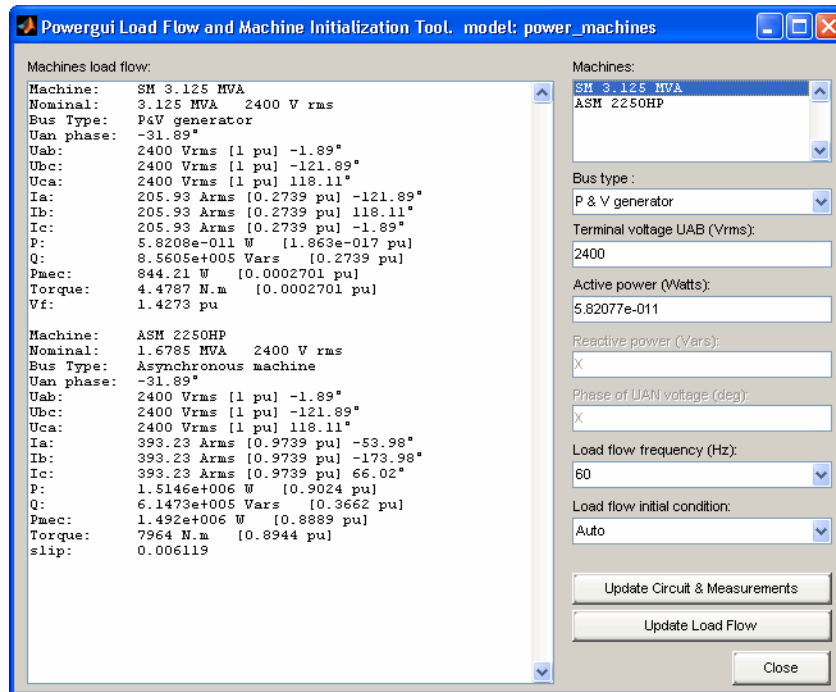 Powergui Load Flow and Machine Initialization Tool.  model: power_machines
Machines load flow:
Machine:     SM 3.125 MVA
Nominal:     3.125 MVA   2400 V rms
Bus Type:    P&V generator
Uan phase:   -31.89°
Uab:         2400 Vrms [1 pu] -1.89°
Ubc:         2400 Vrms [1 pu] -121.89°
Uca:         2400 Vrms [1 pu] 118.11°
Ia:          205.93 Arms [0.2739 pu] -121.89°
Ib:          205.93 Arms [0.2739 pu] 118.11°
Ic:          205.93 Arms [0.2739 pu] -1.89°
P:           5.8208e-011 W   [1.863e-017 pu]
Q:           8.5605e+005 Vars   [0.2739 pu]
Pmec:        844.21 W   [0.0002701 pu]
Torque:      4.4787 N.m   [0.0002701 pu]
Vf:          1.4273 pu
Machine:     ASM 2250HP
Nominal:     1.6785 MVA   2400 V rms
Bus Type:    Asynchronous machine
Uan phase:   -31.89°
Uab:         2400 Vrms [1 pu] -1.89°
Ubc:         2400 Vrms [1 pu] -121.89°
Uca:         2400 Vrms [1 pu] 118.11°
Ia:          393.23 Arms [0.9739 pu] -53.98°
Ib:          393.23 Arms [0.9739 pu] -173.98°
Ic:          393.23 Arms [0.9739 pu] 66.02°
P:           1.5146e+006 W   [0.9024 pu]
Q:           6.1473e+005 Vars   [0.3662 pu]
Pmec:        1.492e+006 W   [0.8889 pu]
Torque:      7964 N.m   [0.8944 pu]
slip:        0.006119
Machines:
SM 3.125 MVA
ASM 2250HP
Bus type :
P & V generator
Terminal voltage UAB (Vrms):
2400
Active power (Watts):
5.82077e-011
Reactive power (Vars):
X
Phase of UAN voltage (deg):
X
Load flow frequency (Hz):
60
Load flow initial condition:
Auto
Update Circuit & Measurements
Update Load Flow
Close